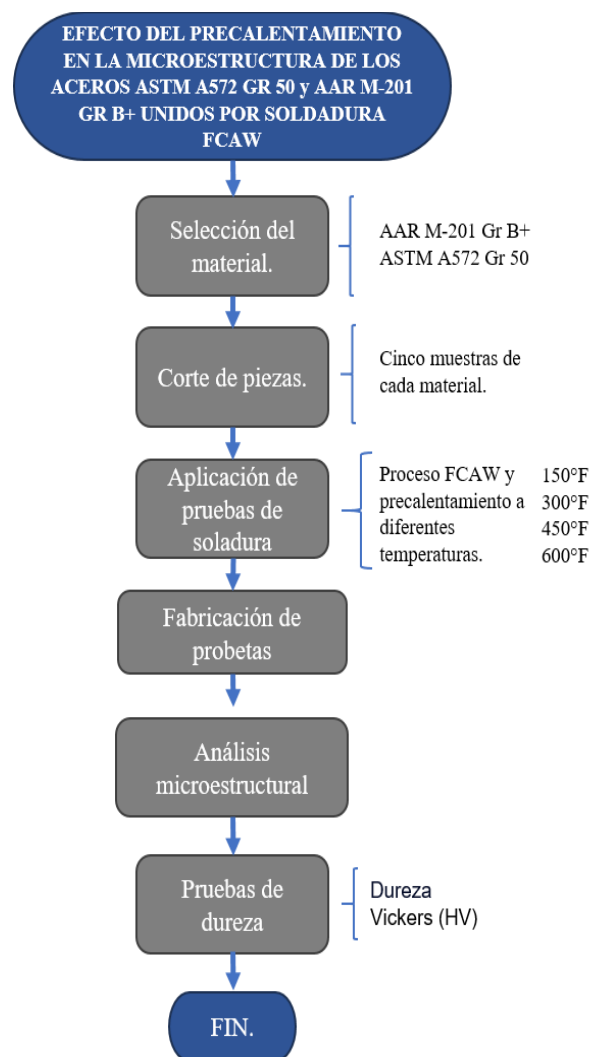 EFECTO DEL PRECALENTAMIENTO
EN LA MICROESTRUCTURA DE LOS
ACEROS ASTM A572 GR 50 y AAR M-201
GR B+ UNIDOS POR SOLDADURA
FCAW
Selección del
material.
AAR M-201 Gr B+
ASTM A572 Gr 50
Corte de piezas.
Cinco muestras de
cada material.
Aplicación de
pruebas de
soladura
Proceso FCAW y
precalentamiento a
diferentes
temperaturas.
150°F
300°F
450°F
600°F
Fabricación de
probetas
Análisis
microestructural
Pruebas de
dureza
Dureza
Vickers (HV)
FIN.